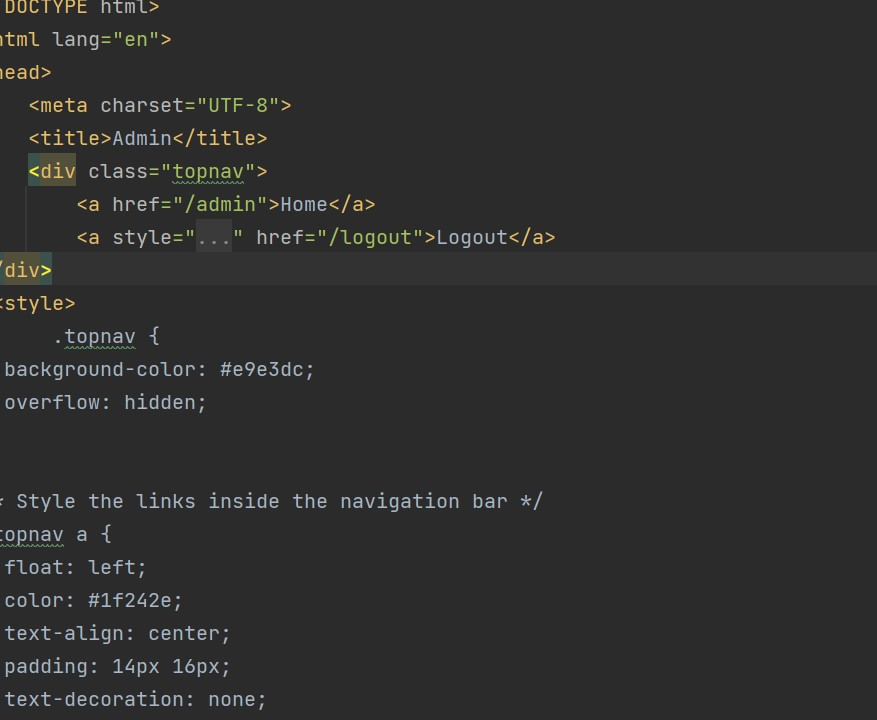 DOCTYPE html>
html lang="en">
head>
<meta charset="UTF-8">
<title>Admin</title>
<div class="topnav">
<a href="/admin">Home</a>
<a style="..." href="/logout">Logout</a>
/div>
<style>
.topnav {
background-color: #e9e3dc;
overflow: hidden;
* Style the links inside the navigation bar */
topnav a {
float: left;
color: #1f242e;
text-align: center;
padding: 14px 16px;
text-decoration: none;